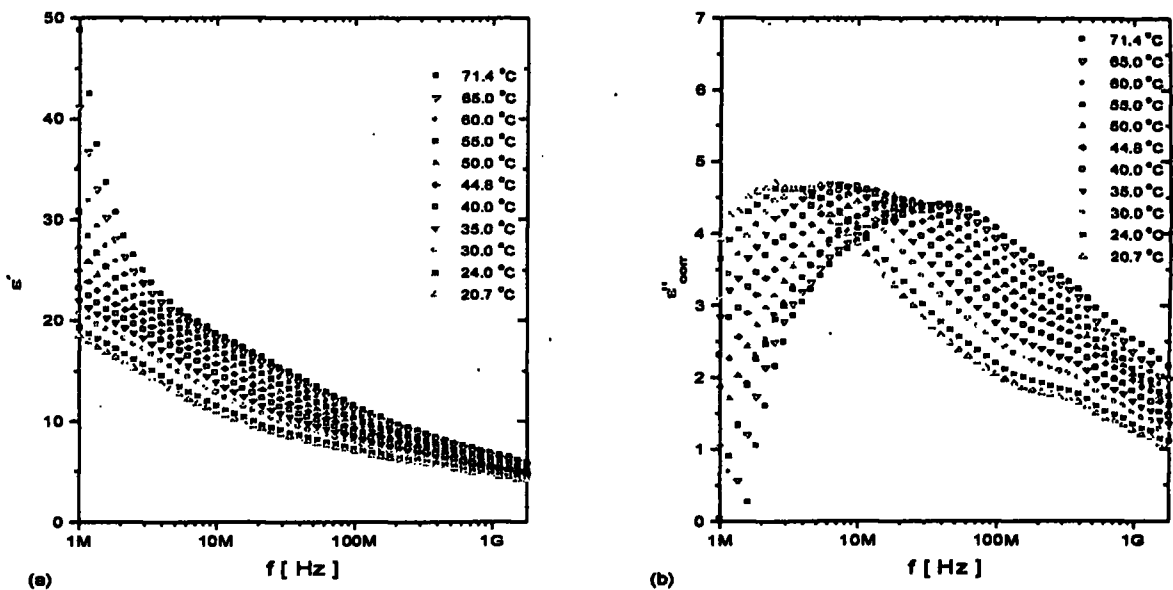 50
40
30
20
10
0
ε'
1M 10M 100M 1G
f [ Hz ]
(a)
71.4 °C
65.0 °C
60.0 °C
55.0 °C
50.0 °C
44.8 °C
40.0 °C
35.0 °C
30.0 °C
24.0 °C
20.7 °C
7
6
5
4
3
2
1
0
ε"corr
1M 10M 100M 1G
f [ Hz ]
(b)
71.4 °C
65.0 °C
60.0 °C
55.0 °C
50.0 °C
44.8 °C
40.0 °C
35.0 °C
30.0 °C
24.0 °C
20.7 °C